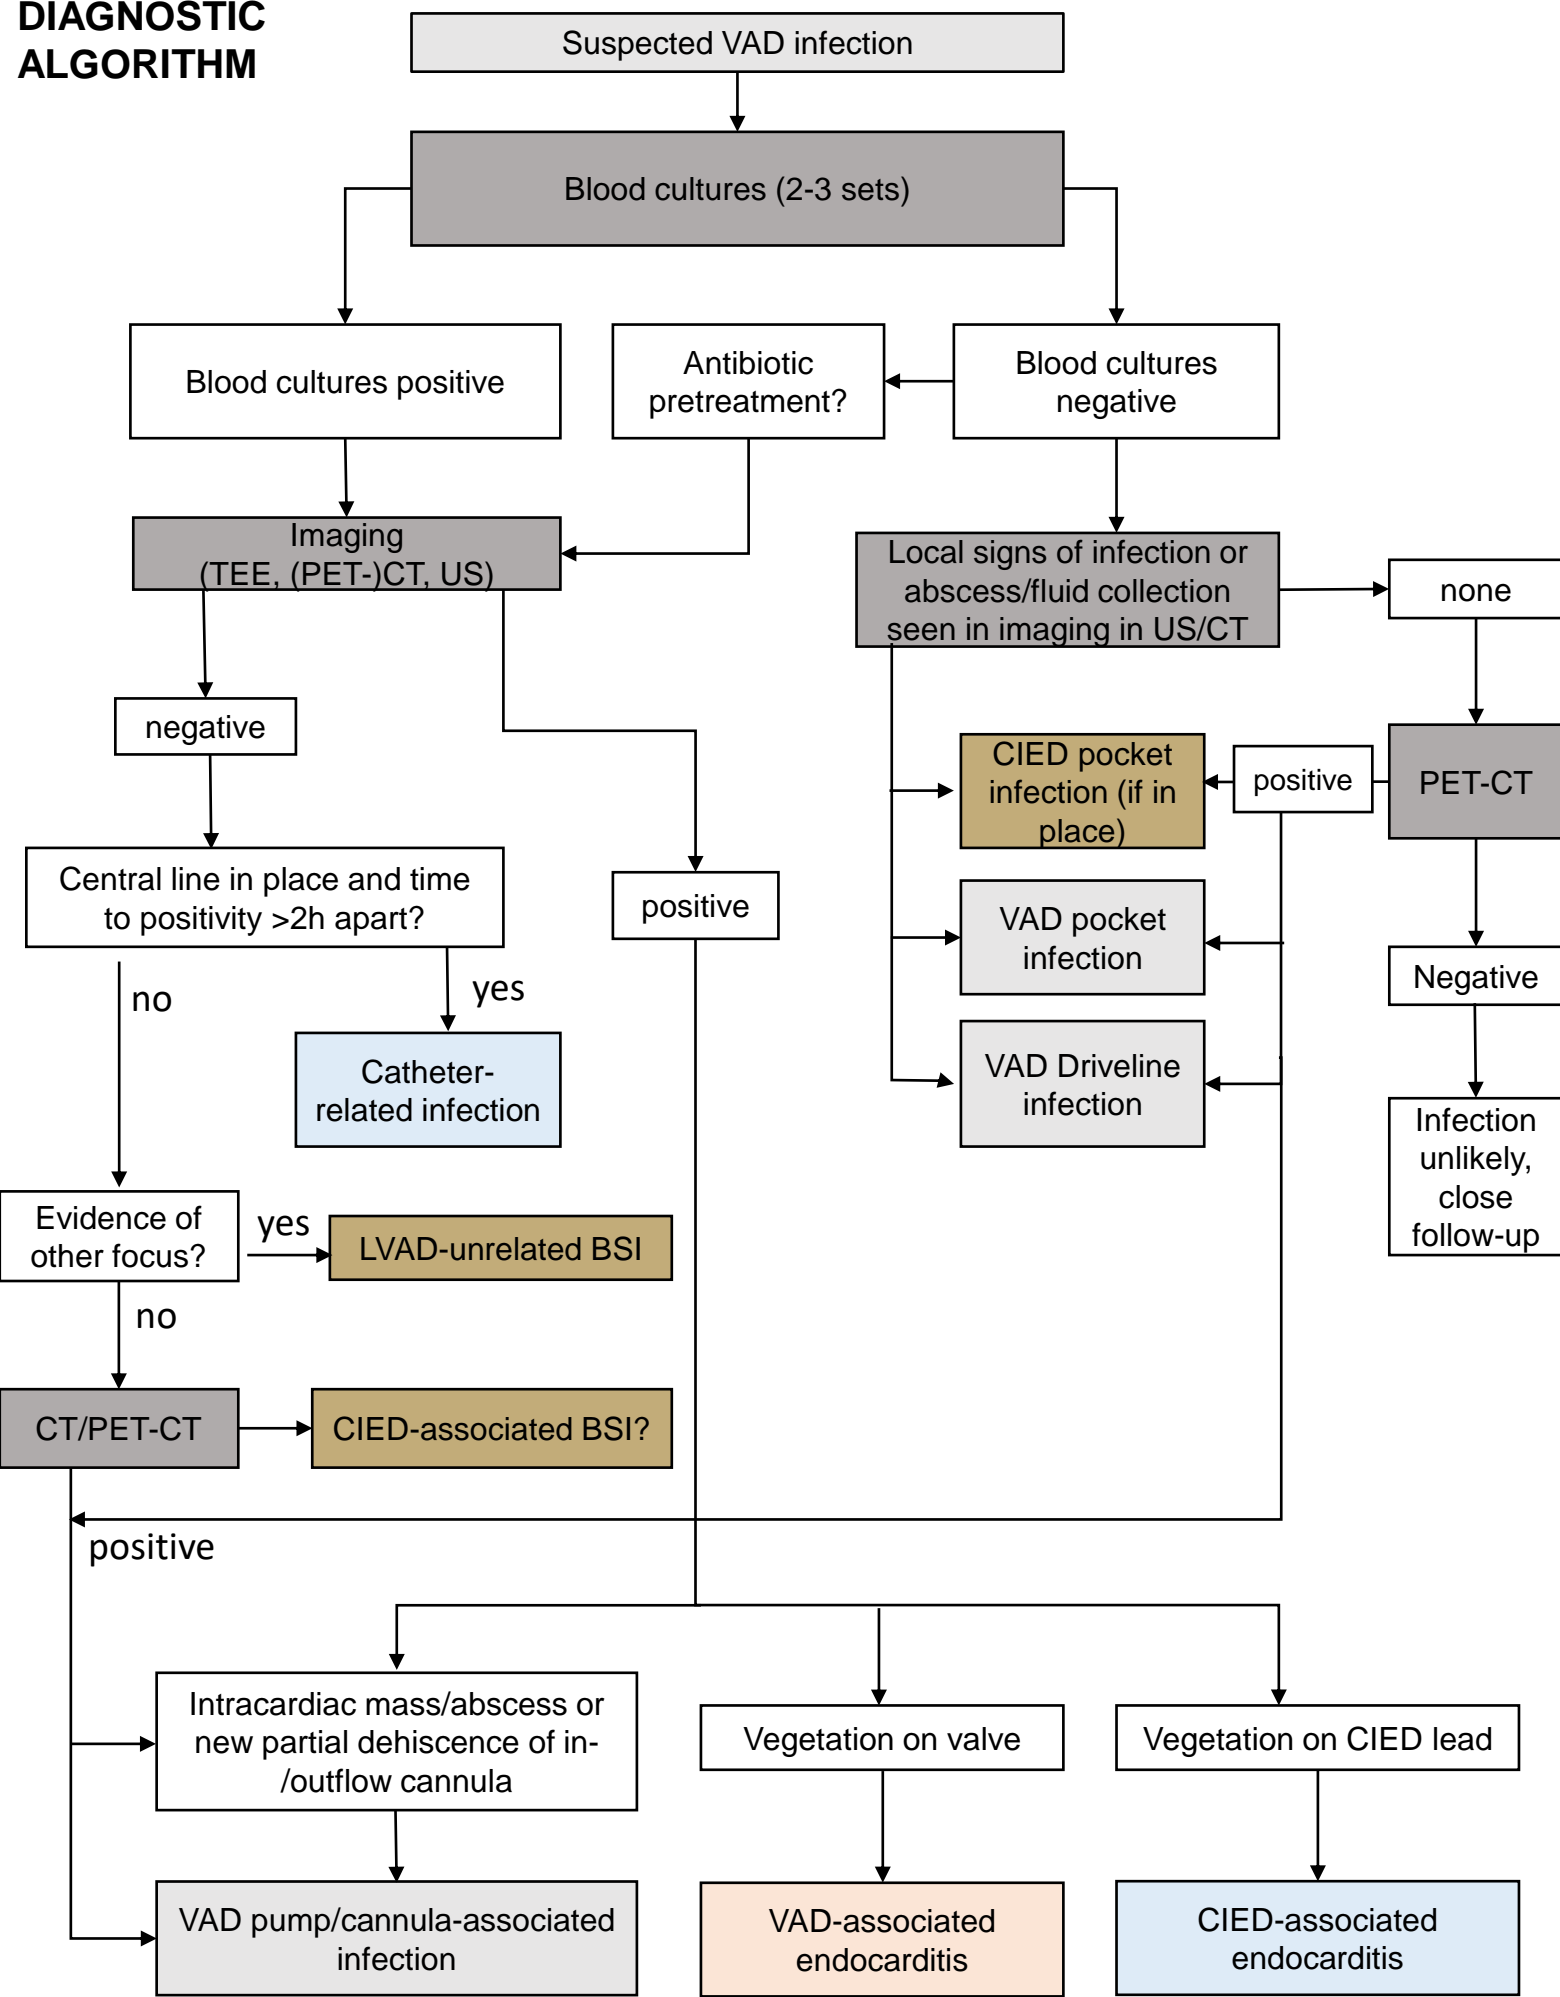 DIAGNOSTIC
ALGORITHM
Suspected VAD infection
Blood cultures (2-3 sets)
Blood cultures positive
Antibiotic
pretreatment?
Blood cultures
negative
Imaging
(TEE, (PET-)CT, US)
Local signs of infection or
abscess/fluid collection
seen in imaging in US/CT
none
negative
CIED pocket
infection (if in
place)
positive
PET-CT
Central line in place and time
to positivity >2h apart?
positive
VAD pocket
infection
Negative
no
yes
Catheter-
related infection
VAD Driveline
infection
Infection
unlikely,
close
follow-up
Evidence of
other focus?
yes
LVAD-unrelated BSI
no
CT/PET-CT
CIED-associated BSI?
positive
Intracardiac mass/abscess or
new partial dehiscence of in-
/outflow cannula
Vegetation on valve
Vegetation on CIED lead
VAD pump/cannula-associated
infection
VAD-associated
endocarditis
CIED-associated
endocarditis